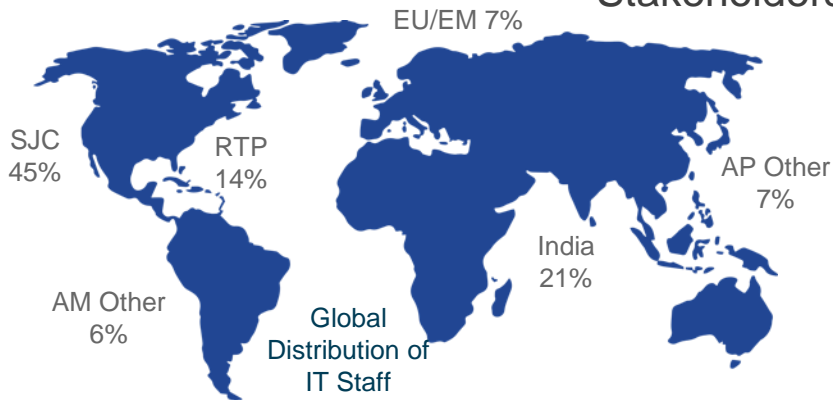 EU/EM 7%
SJC
45%
RTP
14%
AP Other
7%
India
21%
AM Other
6%
Global
Distribution of
IT Staff